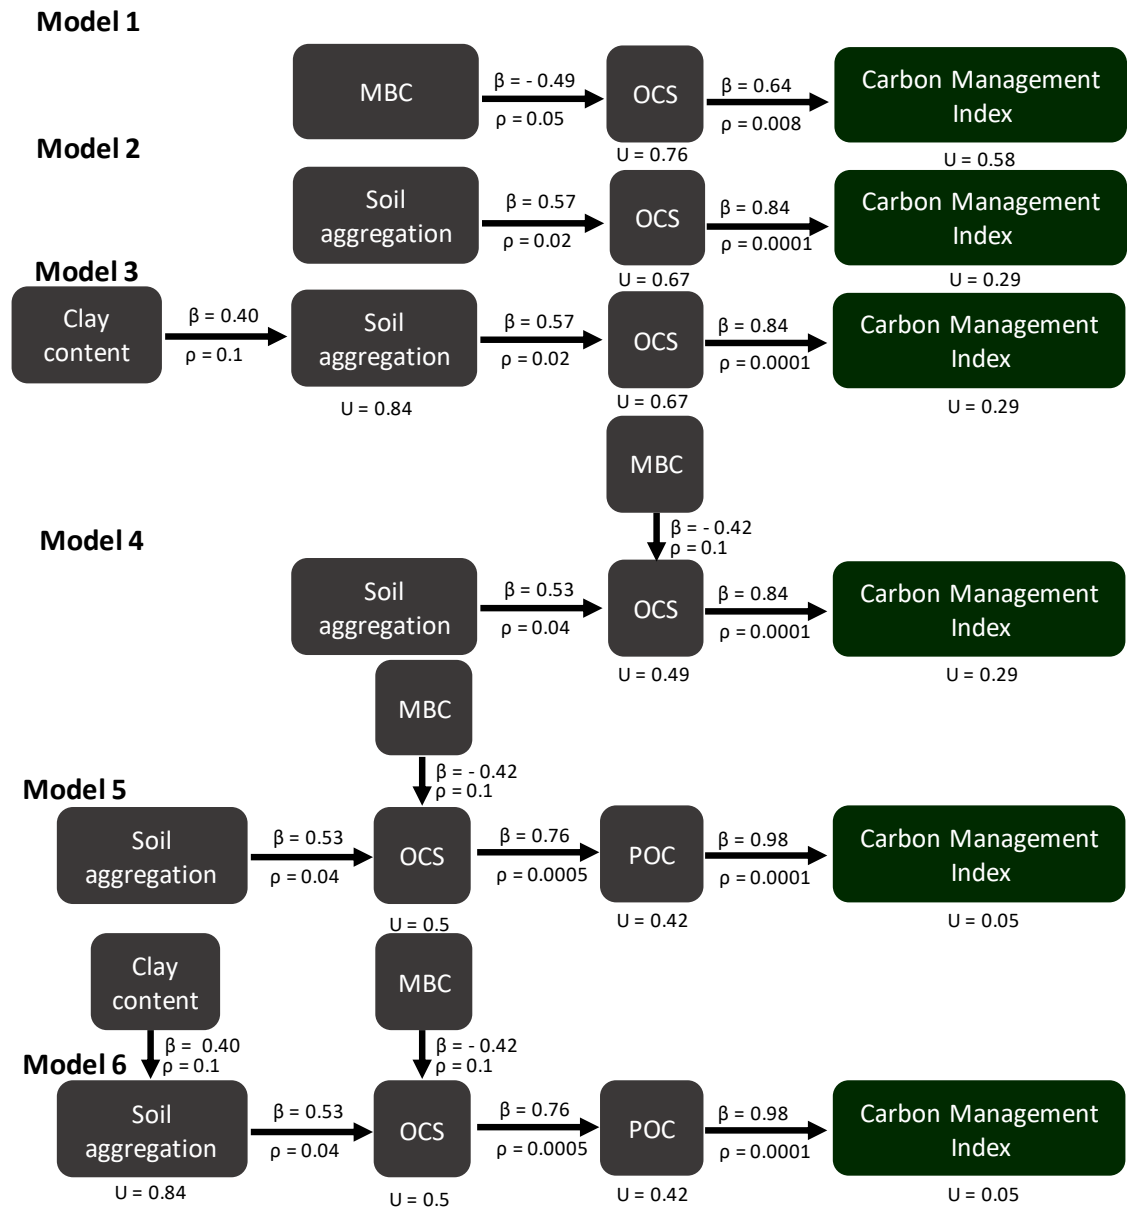 Model 1
MBC
β = - 0.49
ρ = 0.05
OCS
U = 0.76
β = 0.64
ρ = 0.008
Carbon Management
Index
U = 0.58
Model 2
Soil
aggregation
β = 0.57
ρ = 0.02
OCS
U = 0.67
β = 0.84
ρ = 0.0001
Carbon Management
Index
U = 0.29
Model 3
Clay
content
β = 0.40
ρ = 0.1
Soil
aggregation
U = 0.84
β = 0.57
ρ = 0.02
OCS
U = 0.67
β = 0.84
ρ = 0.0001
Carbon Management
Index
U = 0.29
MBC
β = - 0.42
ρ = 0.1
Model 4
Soil
aggregation
β = 0.53
ρ = 0.04
OCS
U = 0.49
β = 0.84
ρ = 0.0001
Carbon Management
Index
U = 0.29
MBC
β = - 0.42
ρ = 0.1
Model 5
Soil
aggregation
β = 0.53
ρ = 0.04
OCS
U = 0.5
β = 0.76
ρ = 0.0005
POC
U = 0.42
β = 0.98
ρ = 0.0001
Carbon Management
Index
U = 0.05
Clay
content
β = 0.40
ρ = 0.1
MBC
β = - 0.42
ρ = 0.1
Model 6
Soil
aggregation
U = 0.84
β = 0.53
ρ = 0.04
OCS
U = 0.5
β = 0.76
ρ = 0.0005
POC
U = 0.42
β = 0.98
ρ = 0.0001
Carbon Management
Index
U = 0.05